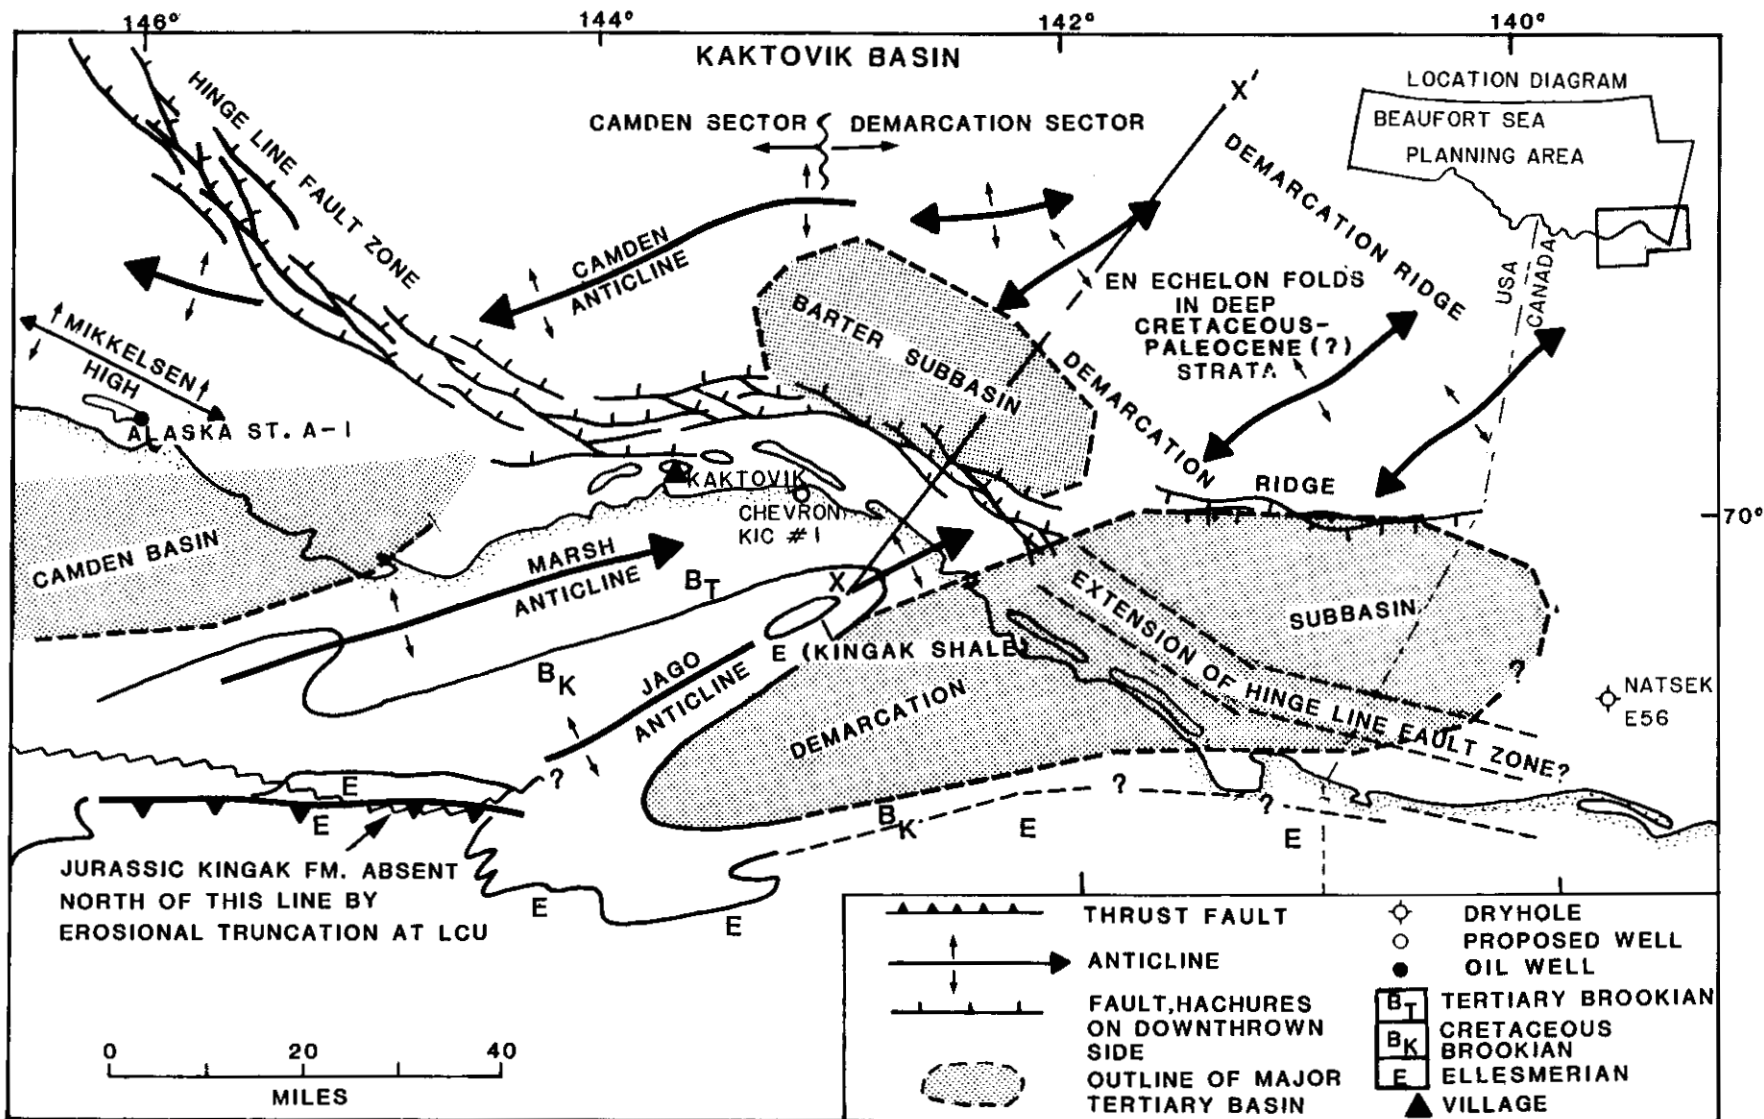 146°
144°
142°
140°
KAKTOVIK BASIN
X'
LOCATION DIAGRAM
BEAUFORT SEA
PLANNING AREA
USA
CANADA
HINGE LINE FAULT ZONE
CAMDEN SECTOR
DEMARCATION SECTOR
DEMARCATION RIDGE
CAMDEN
ANTICLINE
EN ECHELON FOLDS
IN DEEP
CRETACEOUS-
PALEOCENE (?)
STRATA
BARTER SUBBASIN
MIKKELSEN
HIGH
ALASKA ST. A-1
DEMARCATION
RIDGE
KAKTOVIK
CHEVRON
KIC #1
70°
CAMDEN BASIN
MARSH
ANTICLINE
BT
X
EXTENSION OF HINGE LINE EAULT ZONE?
SUBBASIN
E (KINGAK SHALE)
BK
JAGO
ANTICLINE
DEMARCATION
?
NATSEK
E56
?
E
E
BK
E
?
?
E
JURASSIC KINGAK FM. ABSENT
NORTH OF THIS LINE BY
EROSIONAL TRUNCATION AT LCU
E
E
0 20 40
MILES
THRUST FAULT
ANTICLINE
FAULT, HACHURES
ON DOWNTHROWN
SIDE
OUTLINE OF MAJOR
TERTIARY BASIN
DRYHOLE
PROPOSED WELL
OIL WELL
BT TERTIARY BROOKIAN
BK CRETACEOUS
BROOKIAN
E ELLESMERIAN
VILLAGE